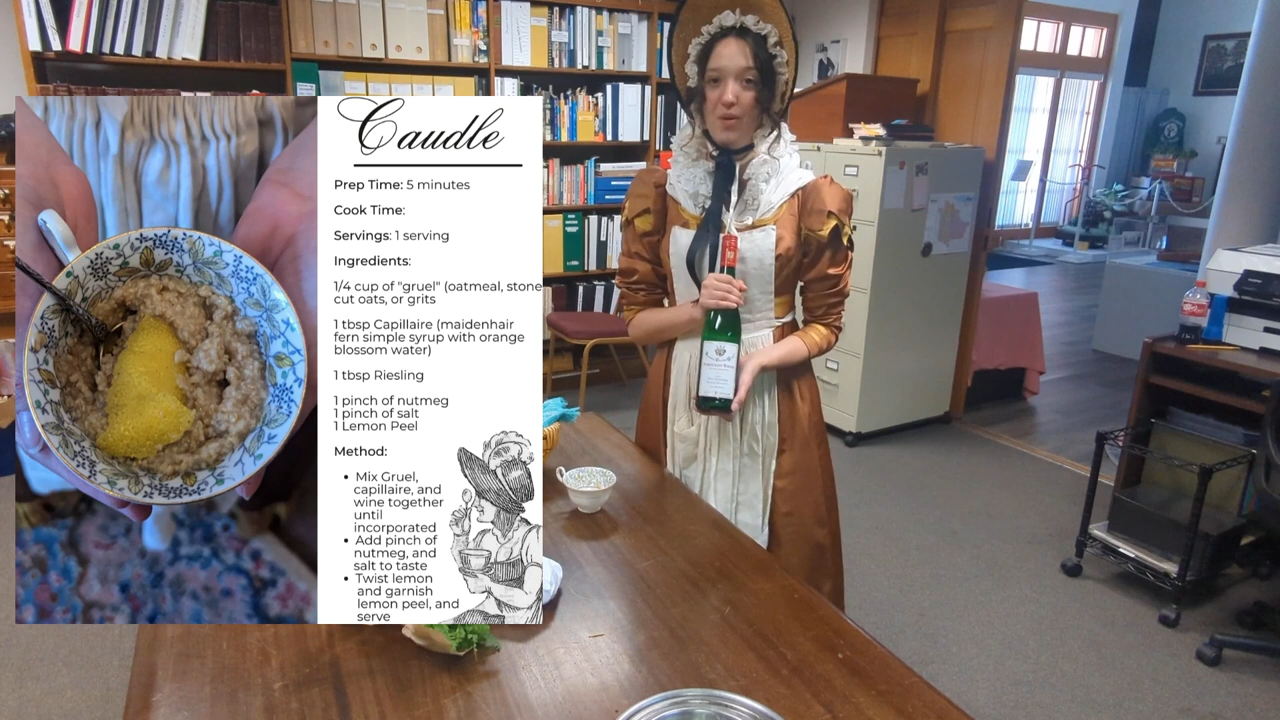 Caudle
Prep Time: 5 minutes
Cook Time:
Servings: 1 serving
Ingredients:
1/4 cup of "gruel" (oatmeal, stone
cut oats, or grits
1 tbsp Capillaire (maidenhair
fern simple syrup with orange
blossom water)
1 tbsp Riesling
1 pinch of nutmeg
1 pinch of salt
1 Lemon Peel
Method:
• Mix Gruel,
capillaire, and
wine together
until
incorporated
• Add pinch of
nutmeg, and
salt to taste
• Twist lemon
and garnish
lemon peel, and
serve